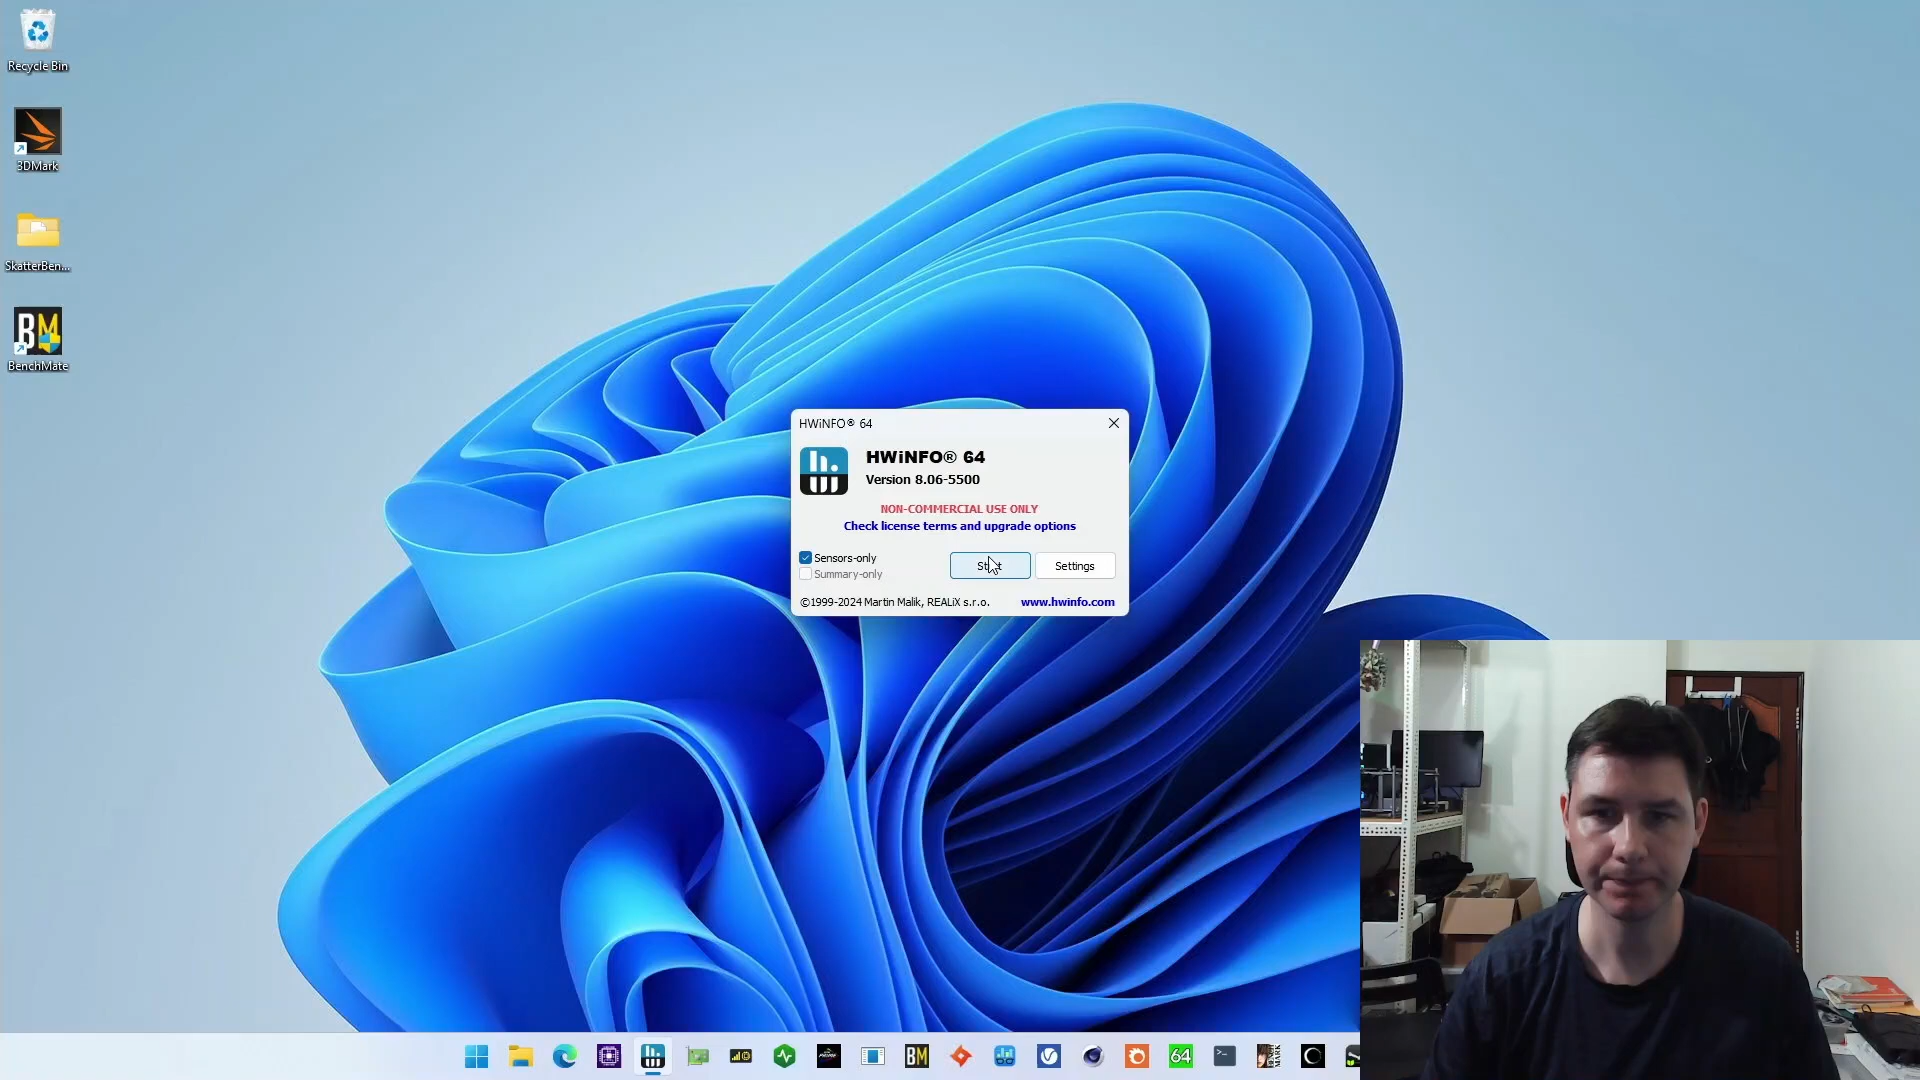 Recycle Bin
3DMark
SkatterBen...
BM
BenchMate
HWiNFO® 64
HWiNFO® 64
Version 8.06-5500
NON-COMMERCIAL USE ONLY
Check license terms and upgrade options
Sensors-only
Summary-only
Settings
©1999-2024 Martin Malik, REALiX s.r.o.
www.hwinfo.com
BM
64